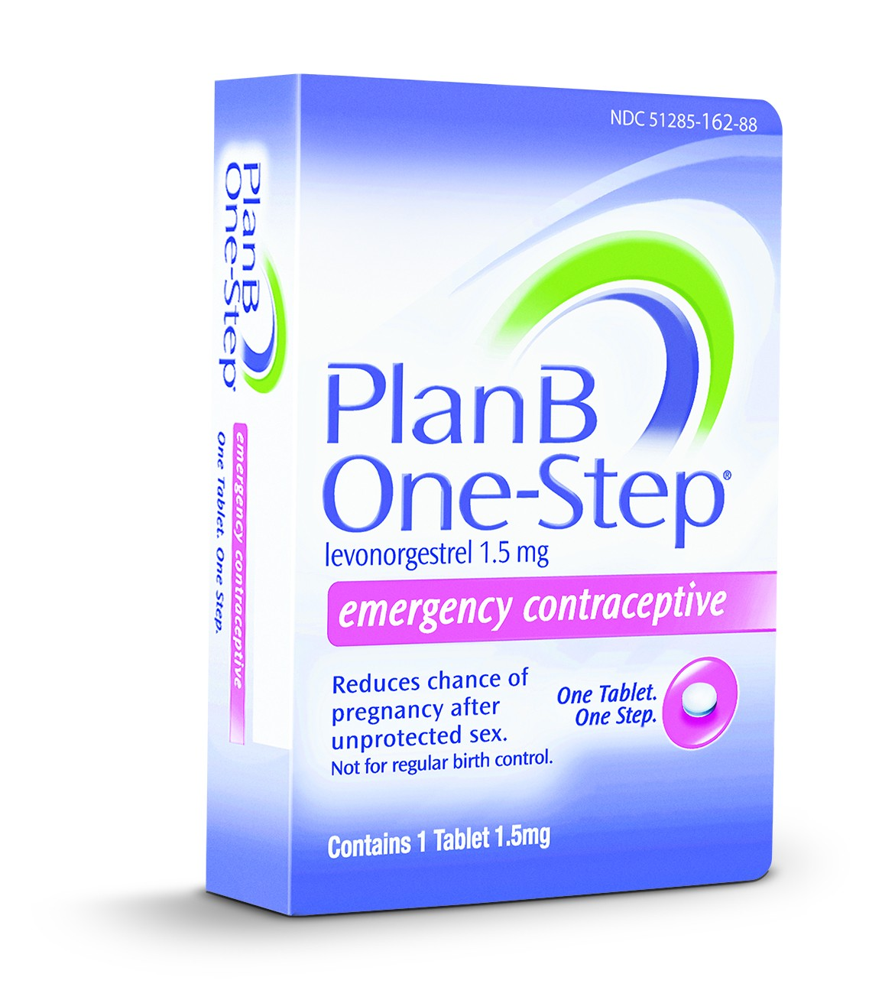 NDC 51285-162-88
Plan B
One-Step®
levonorgestrel 1.5 mg
emergency contraceptive
Reduces chance of
pregnancy after
unprotected sex.
Not for regular birth control.
One Tablet.
One Step.
Contains 1 Tablet 1.5mg
Plan B
One-Step®
emergency contraceptive
One Tablet. One Step.